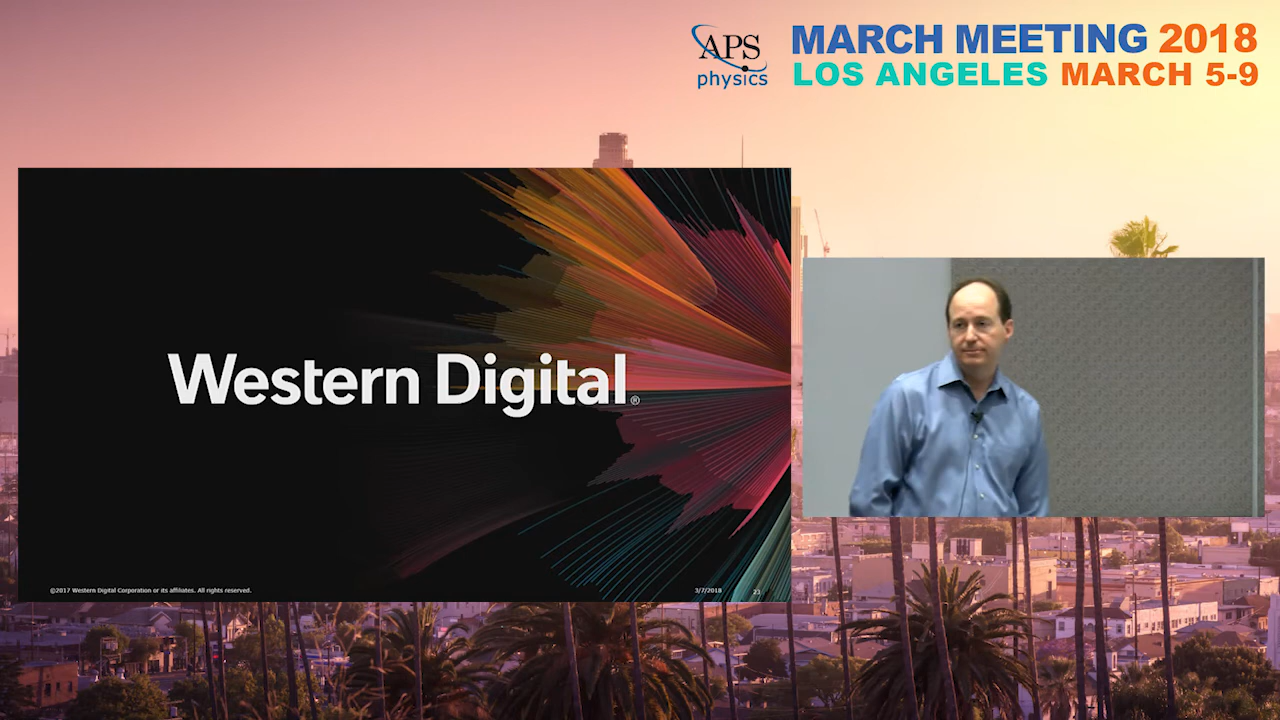 APS
physics
MARCH MEETING 2018
LOS ANGELES MARCH 5-9
Western Digital®
©2017 Western Digital Corporation or its affiliates. All rights reserved.
3/7/2018
23